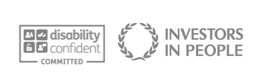 disability
confident
COMMITTED
INVESTORS
IN PEOPLE